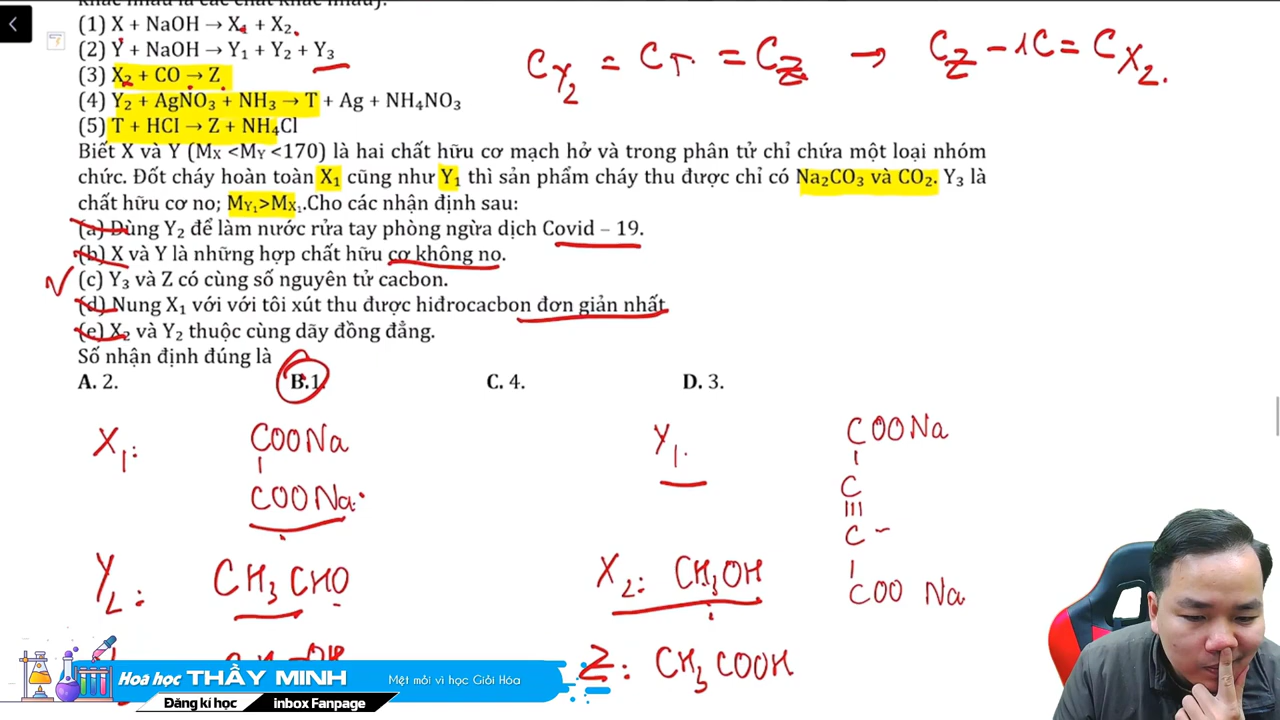 (1) X + NaOH → X₁ + X₂.
C_Y₂ = C_T = C_Z → C_Z - 1C = C_X₂.
(2) Y + NaOH → Y₁ + Y₂ + Y₃
(3) X₂ + CO → Z
(4) Y₂ + AgNO₃ + NH₃ → T + Ag + NH₄NO₃
(5) T + HCl → Z + NH₄Cl
Biết X và Y (Mₓ <M_Y <170) là hai chất hữu cơ mạch hở và trong phân tử chỉ chứa một loại nhóm
chức. Đốt cháy hoàn toàn X₁ cũng như Y₁ thì sản phẩm cháy thu được chỉ có Na₂CO₃ và CO₂. Y₃ là
chất hữu cơ no; M_Y₁>M_X₁.Cho các nhận định sau:
(a) Dùng Y₂ để làm nước rửa tay phòng ngừa dịch Covid – 19.
(b) X và Y là những hợp chất hữu cơ không no.
(c) Y₃ và Z có cùng số nguyên tử cacbon.
(d) Nung X₁ với với tôi xút thu được hiđrocacbon đơn giản nhất
(e) X₂ và Y₂ thuộc cùng dãy đồng đẳng.
Số nhận định đúng là
A. 2. B. 1. C. 4. D. 3.
X₁: COONa
COONa
Y₁. COONa
C
C
COO Na
Y₂: CH₃CHO
X₂: CH₃OH
Z: CH₃COOH
Hoá học THẦY MINH
Mệt mỏi vì học Giỏi Hóa
Đăng kí học inbox Fanpage